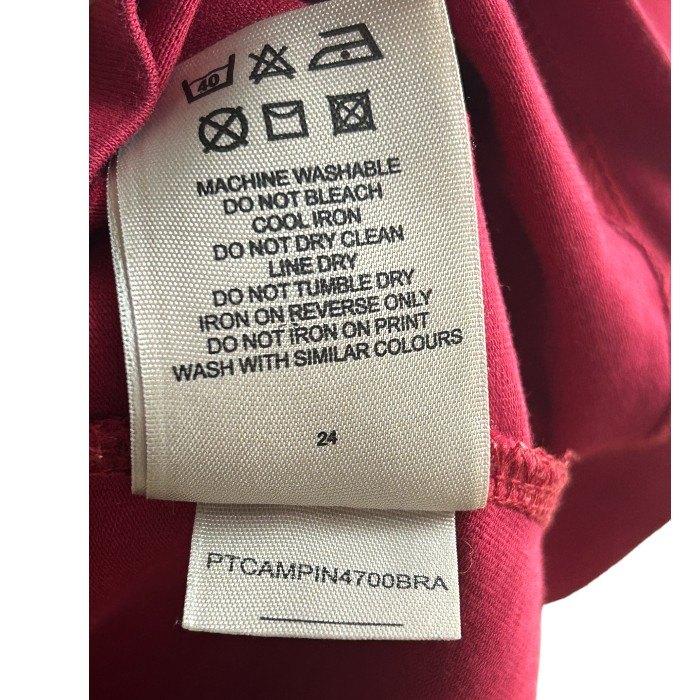 40
MACHINE WASHABLE
DO NOT BLEACH
COOL IRON
DO NOT DRY CLEAN
LINE DRY
DO NOT TUMBLE DRY
IRON ON REVERSE ONLY
DO NOT IRON ON PRINT
WASH WITH SIMILAR COLOURS
24
PTCAMPIN4700BRA